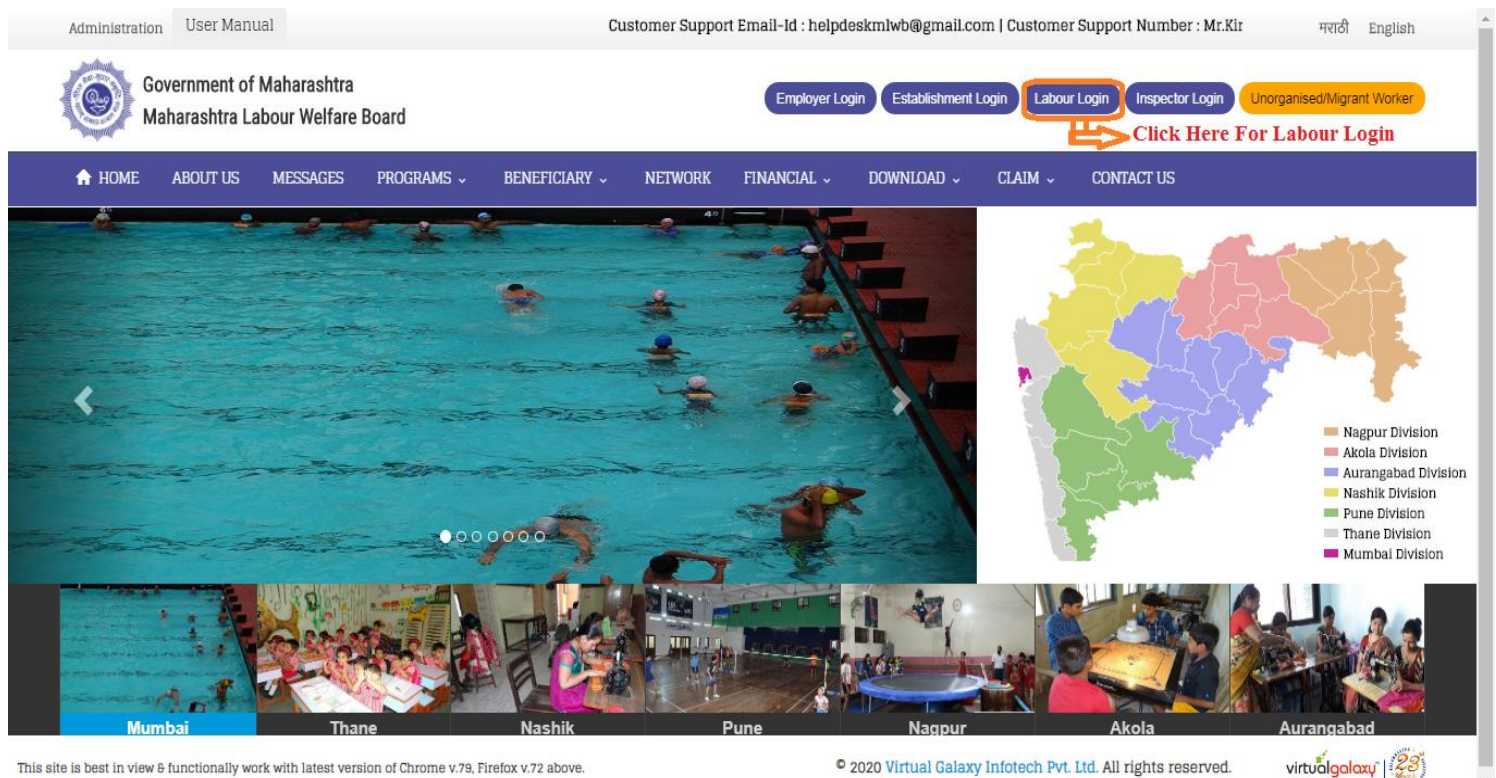 Administration User Manual Customer Support Email-Id : helpdeskmlwb@gmail.com | Customer Support Number : Mr.Kir मराठी English
Government of Maharashtra
Maharashtra Labour Welfare Board
Employer Login Establishment Login Labour Login Inspector Login Unorganised/Migrant Worker
Click Here For Labour Login
HOME ABOUT US MESSAGES PROGRAMS BENEFICIARY NETWORK FINANCIAL DOWNLOAD CLAIM CONTACT US
Nagpur Division
Akola Division
Aurangabad Division
Nashik Division
Pune Division
Thane Division
Mumbai Division
Mumbai Thane Nashik Pune Nagpur Akola Aurangabad
This site is best in view & functionally work with latest version of Chrome v.79, Firefox v.72 above. © 2020 Virtual Galaxy Infotech Pvt. Ltd. All rights reserved. virtualgalaxy 23